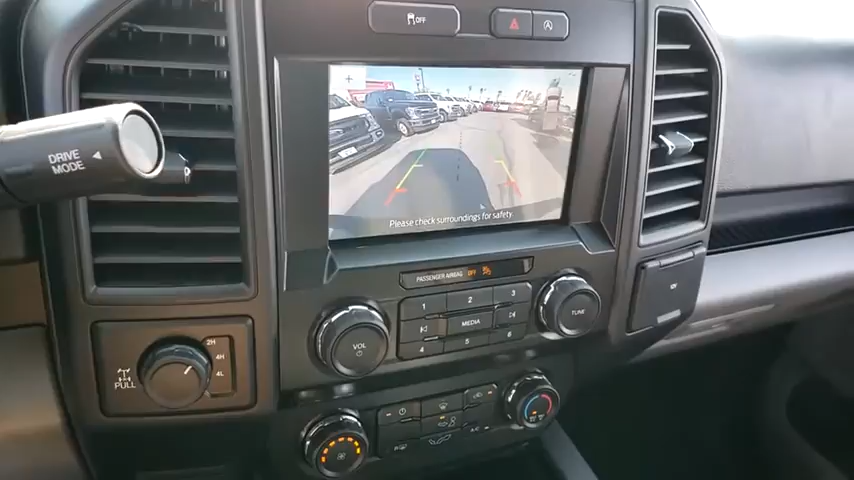 OFF
DRIVE MODE
Please check surroundings for safety
PASSENGER AIRBAG OFF
1 2 3
VOL
MEDIA
TUNE
4 5 6
2H
4H
4L
PULL
A/C